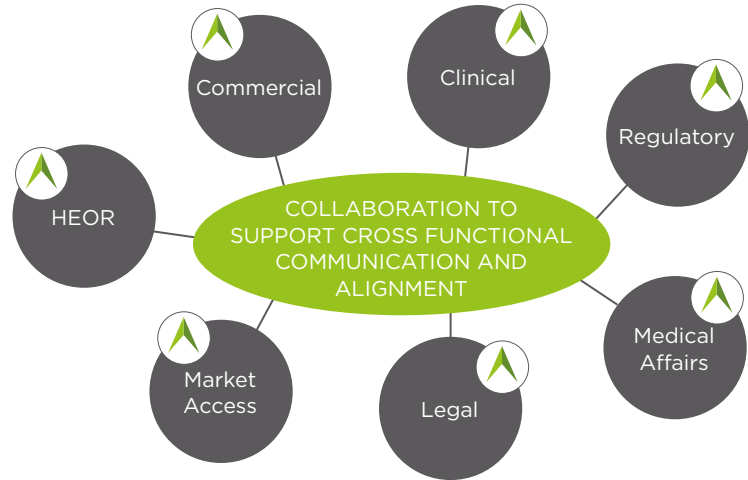 Commercial
Clinical
Regulatory
HEOR
COLLABORATION TO
SUPPORT CROSS FUNCTIONAL
COMMUNICATION AND
ALIGNMENT
Medical
Affairs
Market
Access
Legal